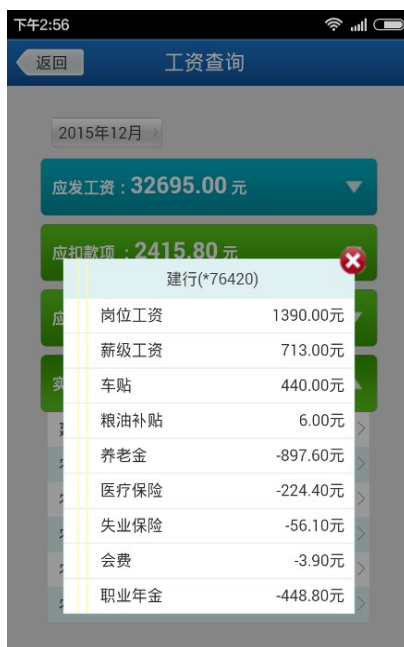 下午2:56
返回
工资查询
2015年12月
应发工资：32695.00 元
应扣款项：2415.80 元
建行(*76420)
应
岗位工资 1390.00元
薪级工资 713.00元
车贴 440.00元
实
粮油补贴 6.00元
养老金 -897.60元
医疗保险 -224.40元
失业保险 -56.10元
会费 -3.90元
职业年金 -448.80元